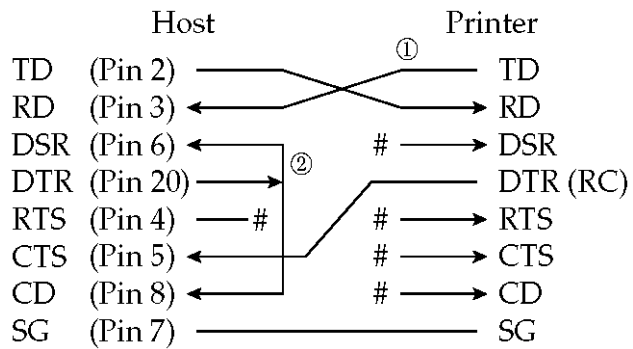 Host Printer
①
TD (Pin 2) TD
RD (Pin 3) RD
DSR (Pin 6) # DSR
②
DTR (Pin 20) DTR (RC)
RTS (Pin 4) # # RTS
CTS (Pin 5) # CTS
CD (Pin 8) # CD
SG (Pin 7) SG